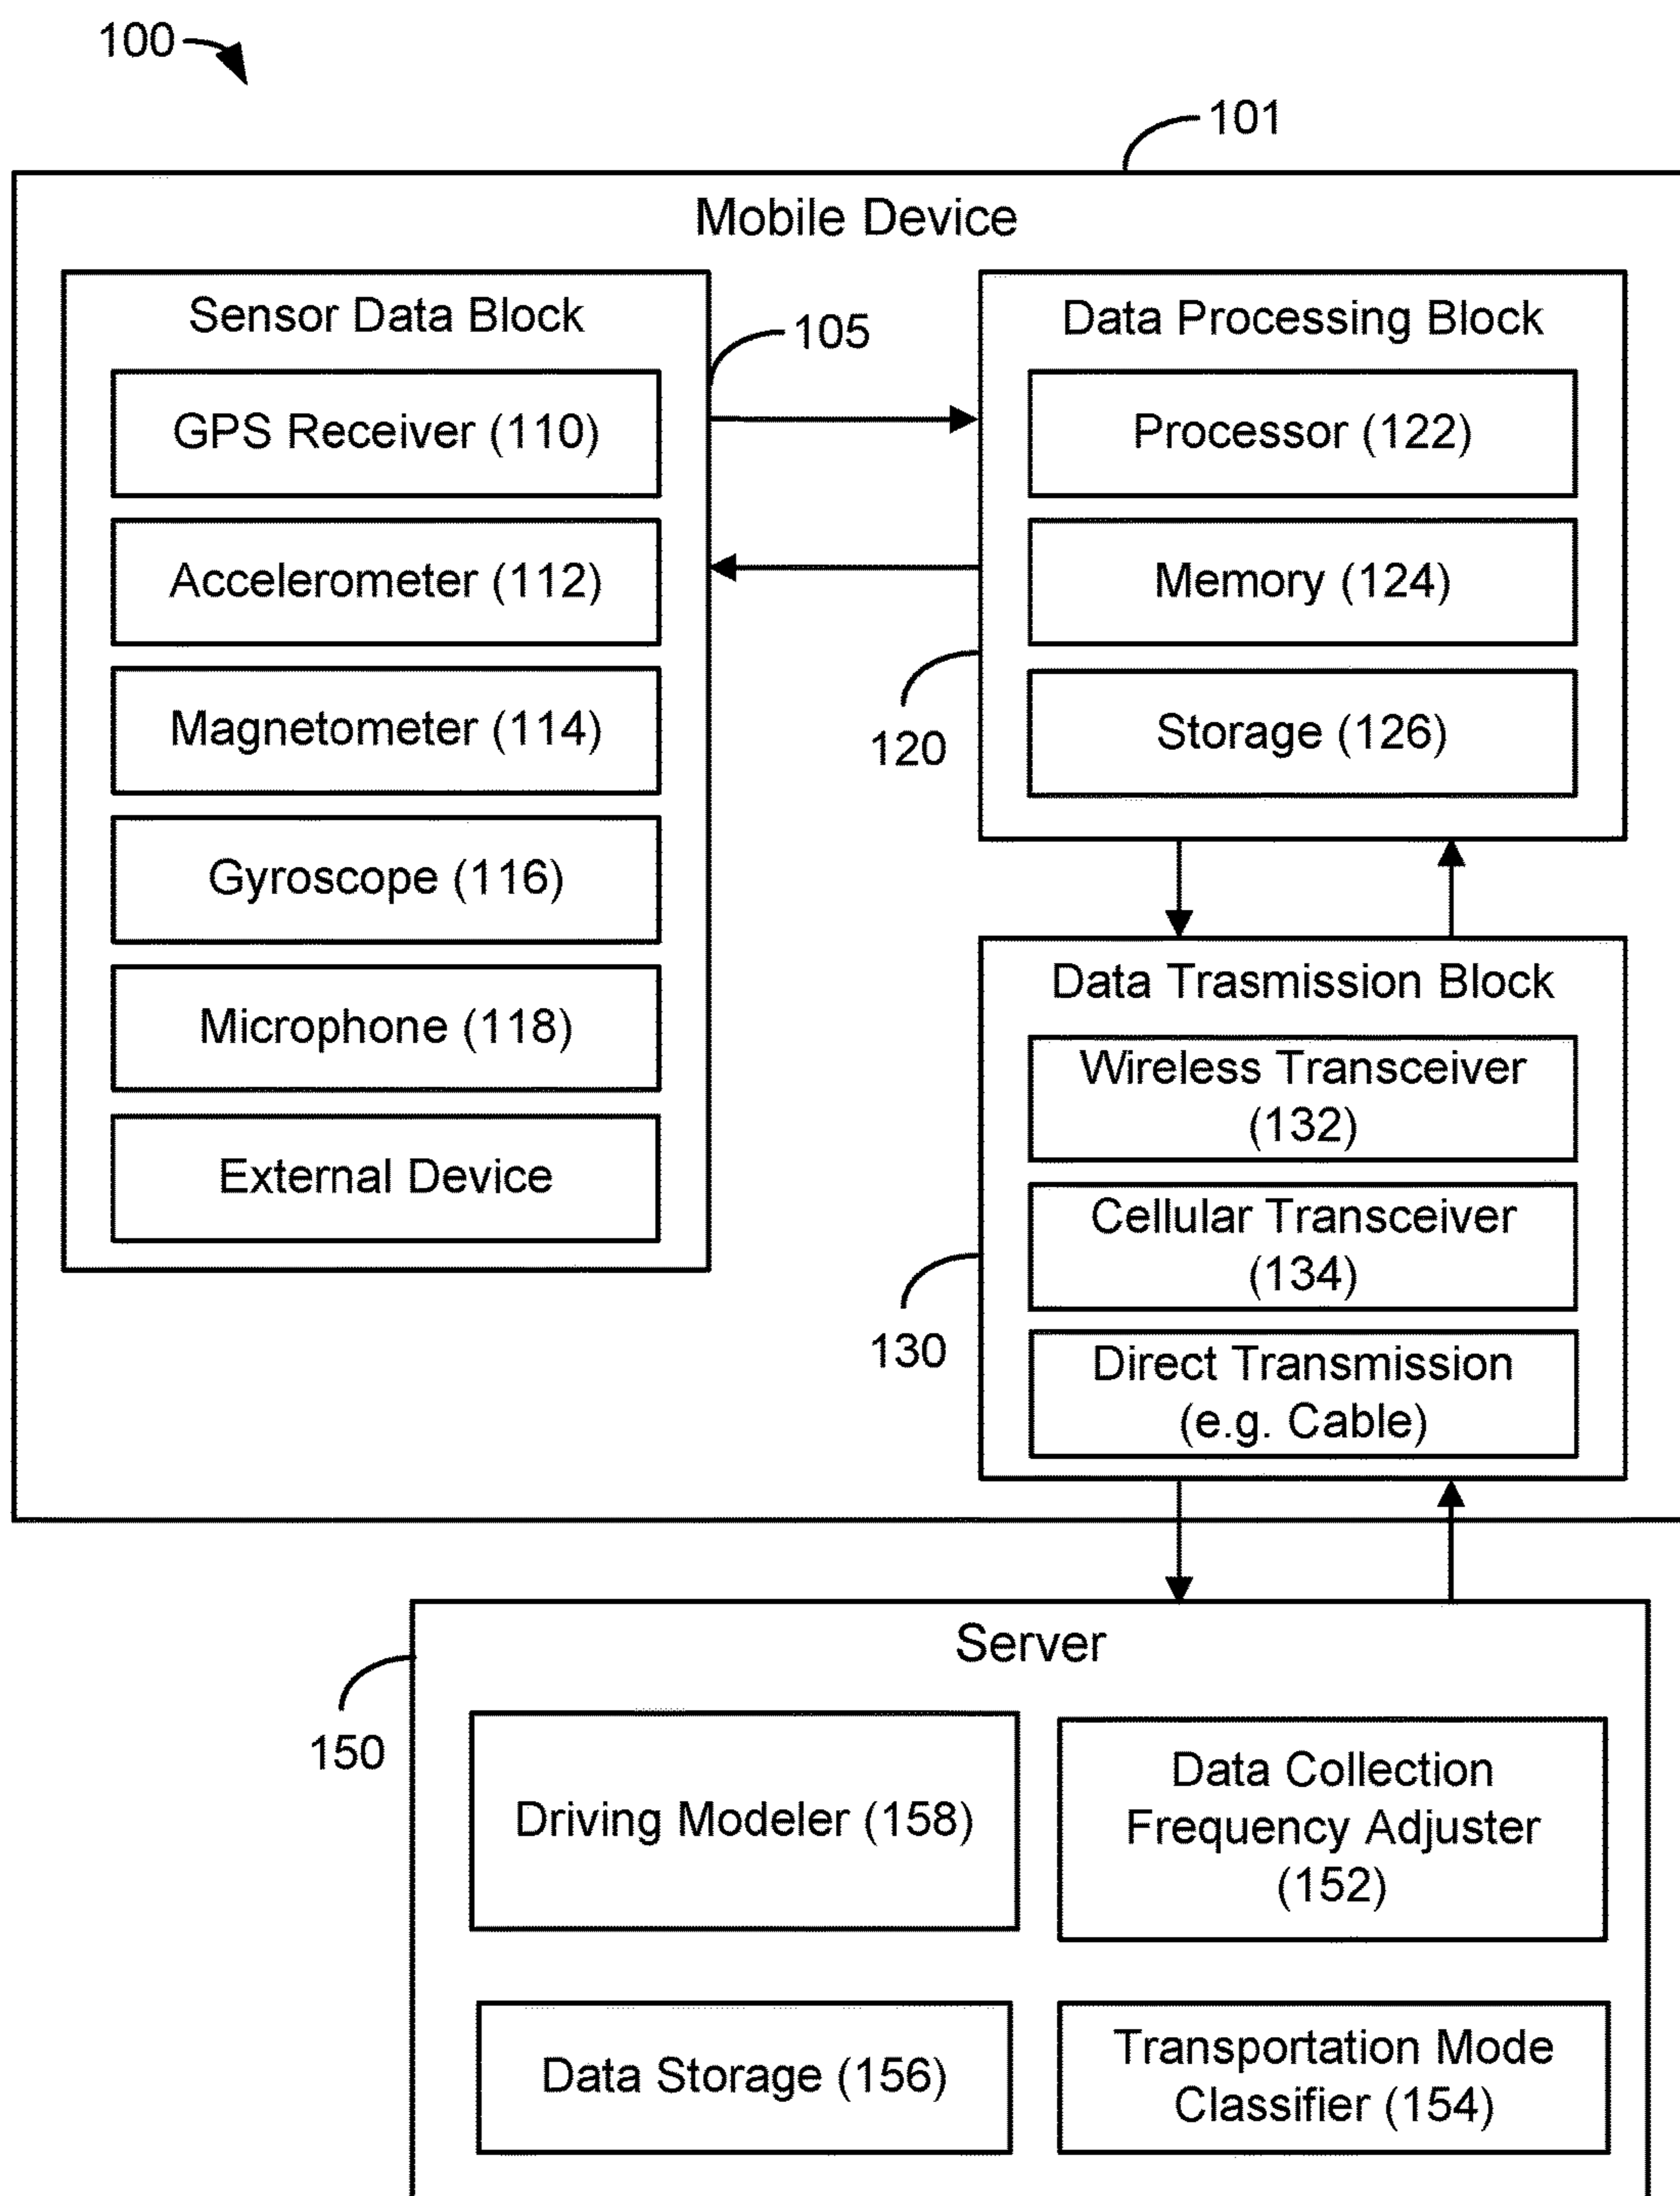 100
101
Mobile Device
Sensor Data Block
105
GPS Receiver (110)
Accelerometer (112)
Magnetometer (114)
Gyroscope (116)
Microphone (118)
External Device
Data Processing Block
Processor (122)
Memory (124)
Storage (126)
120
Data Trasmission Block
Wireless Transceiver
(132)
Cellular Transceiver
(134)
Direct Transmission
(e.g. Cable)
130
Server
150
Driving Modeler (158)
Data Collection
Frequency Adjuster
(152)
Data Storage (156)
Transportation Mode
Classifier (154)